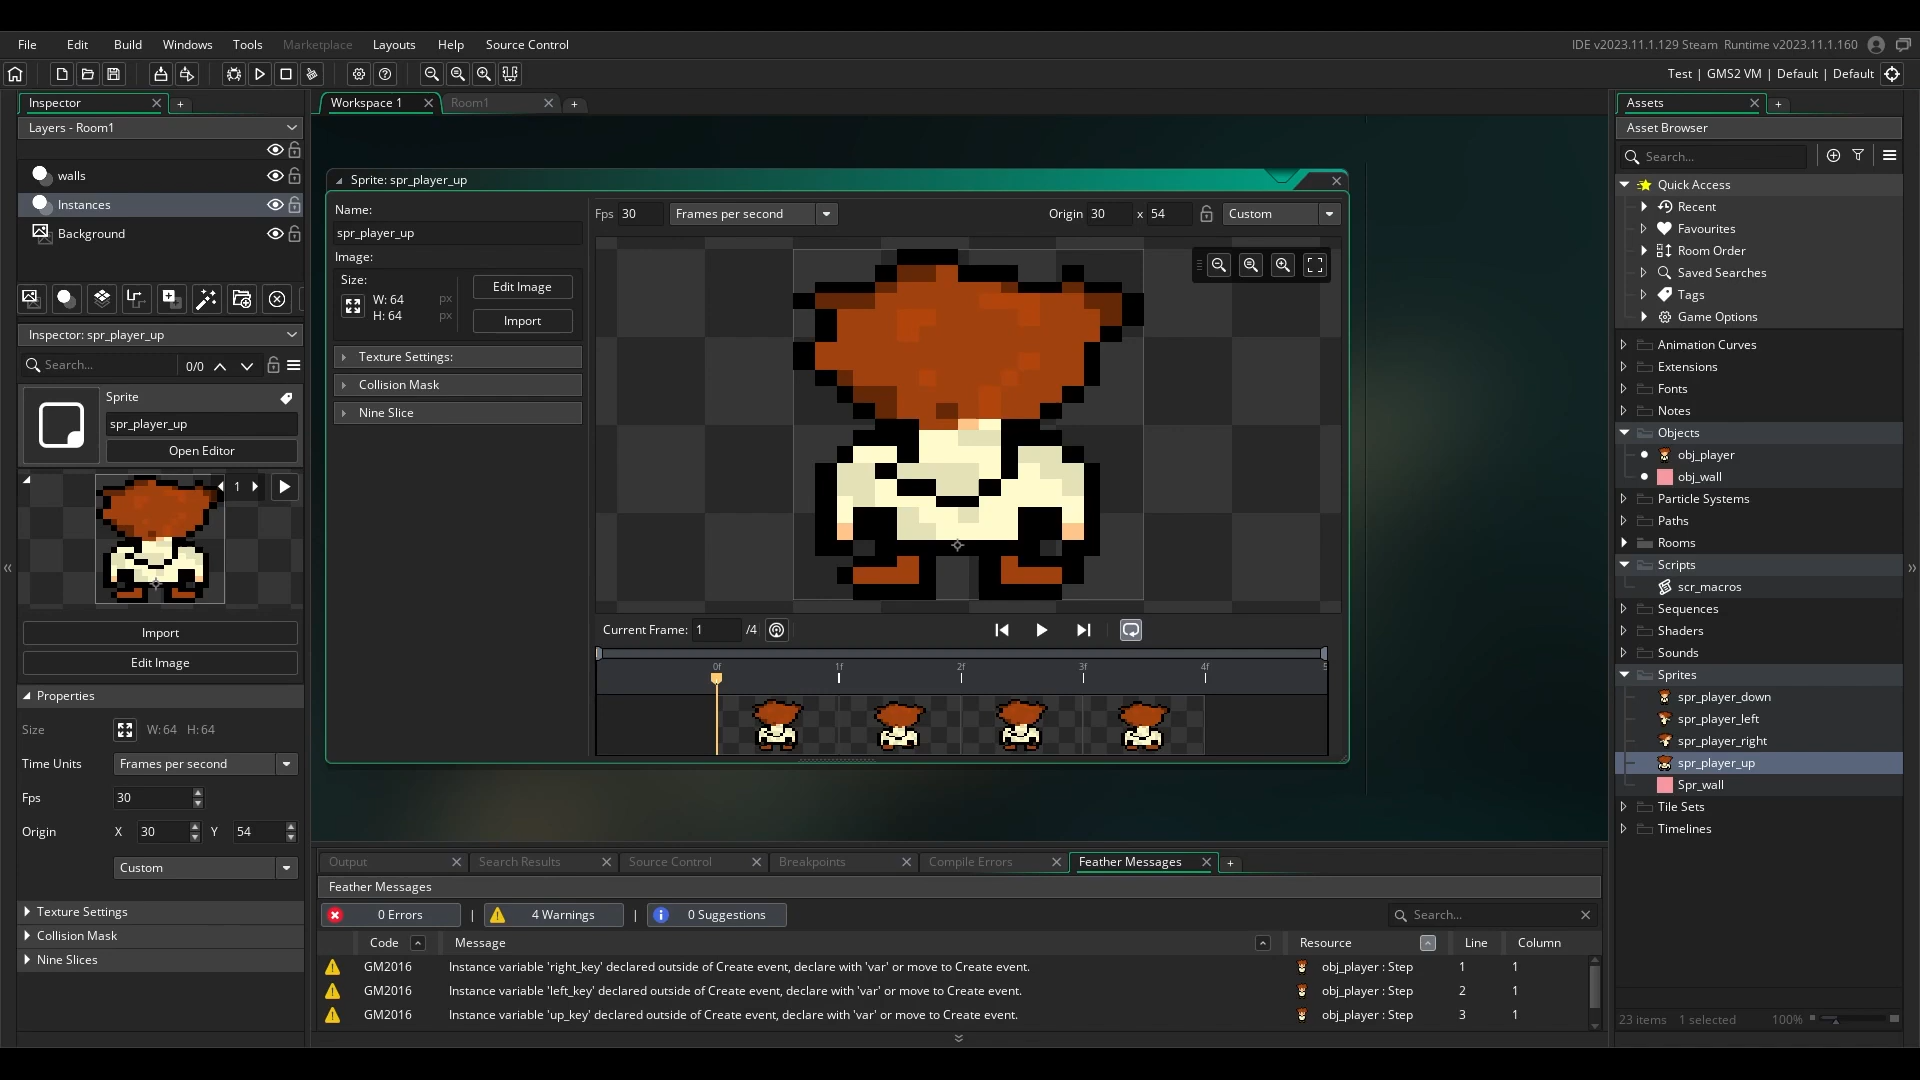 File Edit Build Windows Tools Marketplace Layouts Help Source Control
IDE v2023.11.1.129 Steam Runtime v2023.11.1.160
Test | GMS2 VM | Default | Default
Inspector
Layers - Room1
walls
Instances
Background
Inspector: spr_player_up
Search...
0/0
Sprite
spr_player_up
Open Editor
1
Import
Edit Image
Properties
Size W: 64 H: 64
Time Units Frames per second
Fps 30
Origin X 30 Y 54
Custom
Texture Settings
Collision Mask
Nine Slices
Workspace 1
Room1
Sprite: spr_player_up
Name:
spr_player_up
Image:
Size:
W: 64 px
H: 64 px
Edit Image
Import
Texture Settings:
Collision Mask
Nine Slice
Fps 30 Frames per second
Origin 30 x 54 Custom
Current Frame: 1 /4
0f 1f 2f 3f 4f 5
Output
Search Results
Source Control
Breakpoints
Compile Errors
Feather Messages
Feather Messages
0 Errors | 4 Warnings | 0 Suggestions
Search...
Code Message Resource Line Column
GM2016 Instance variable 'right_key' declared outside of Create event, declare with 'var' or move to Create event. obj_player : Step 1 1
GM2016 Instance variable 'left_key' declared outside of Create event, declare with 'var' or move to Create event. obj_player : Step 2 1
GM2016 Instance variable 'up_key' declared outside of Create event, declare with 'var' or move to Create event. obj_player : Step 3 1
Assets
Asset Browser
Search...
Quick Access
Recent
Favourites
Room Order
Saved Searches
Tags
Game Options
Animation Curves
Extensions
Fonts
Notes
Objects
obj_player
obj_wall
Particle Systems
Paths
Rooms
Scripts
scr_macros
Sequences
Shaders
Sounds
Sprites
spr_player_down
spr_player_left
spr_player_right
spr_player_up
Spr_wall
Tile Sets
Timelines
23 items 1 selected 100%